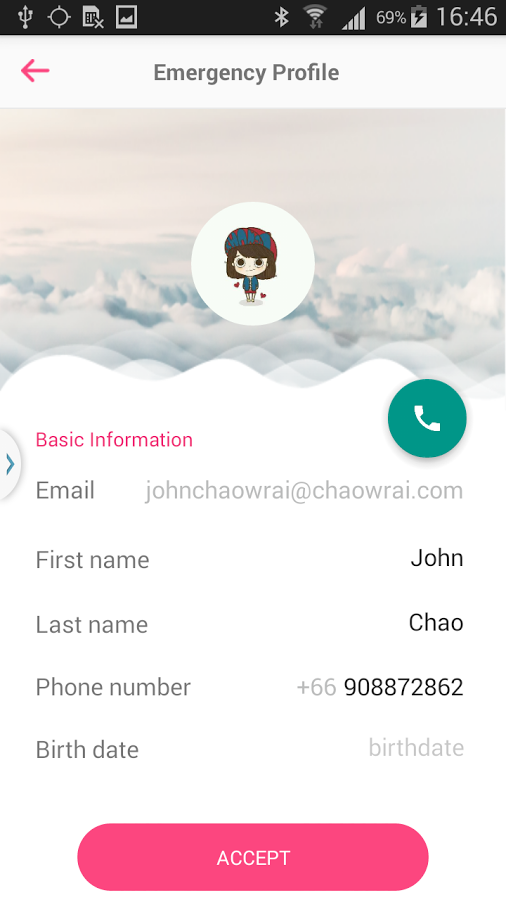 69% 16:46
Emergency Profile
Basic Information
Email johnchaowrai@chaowrai.com
First name John
Last name Chao
Phone number +66 908872862
Birth date birthdate
ACCEPT